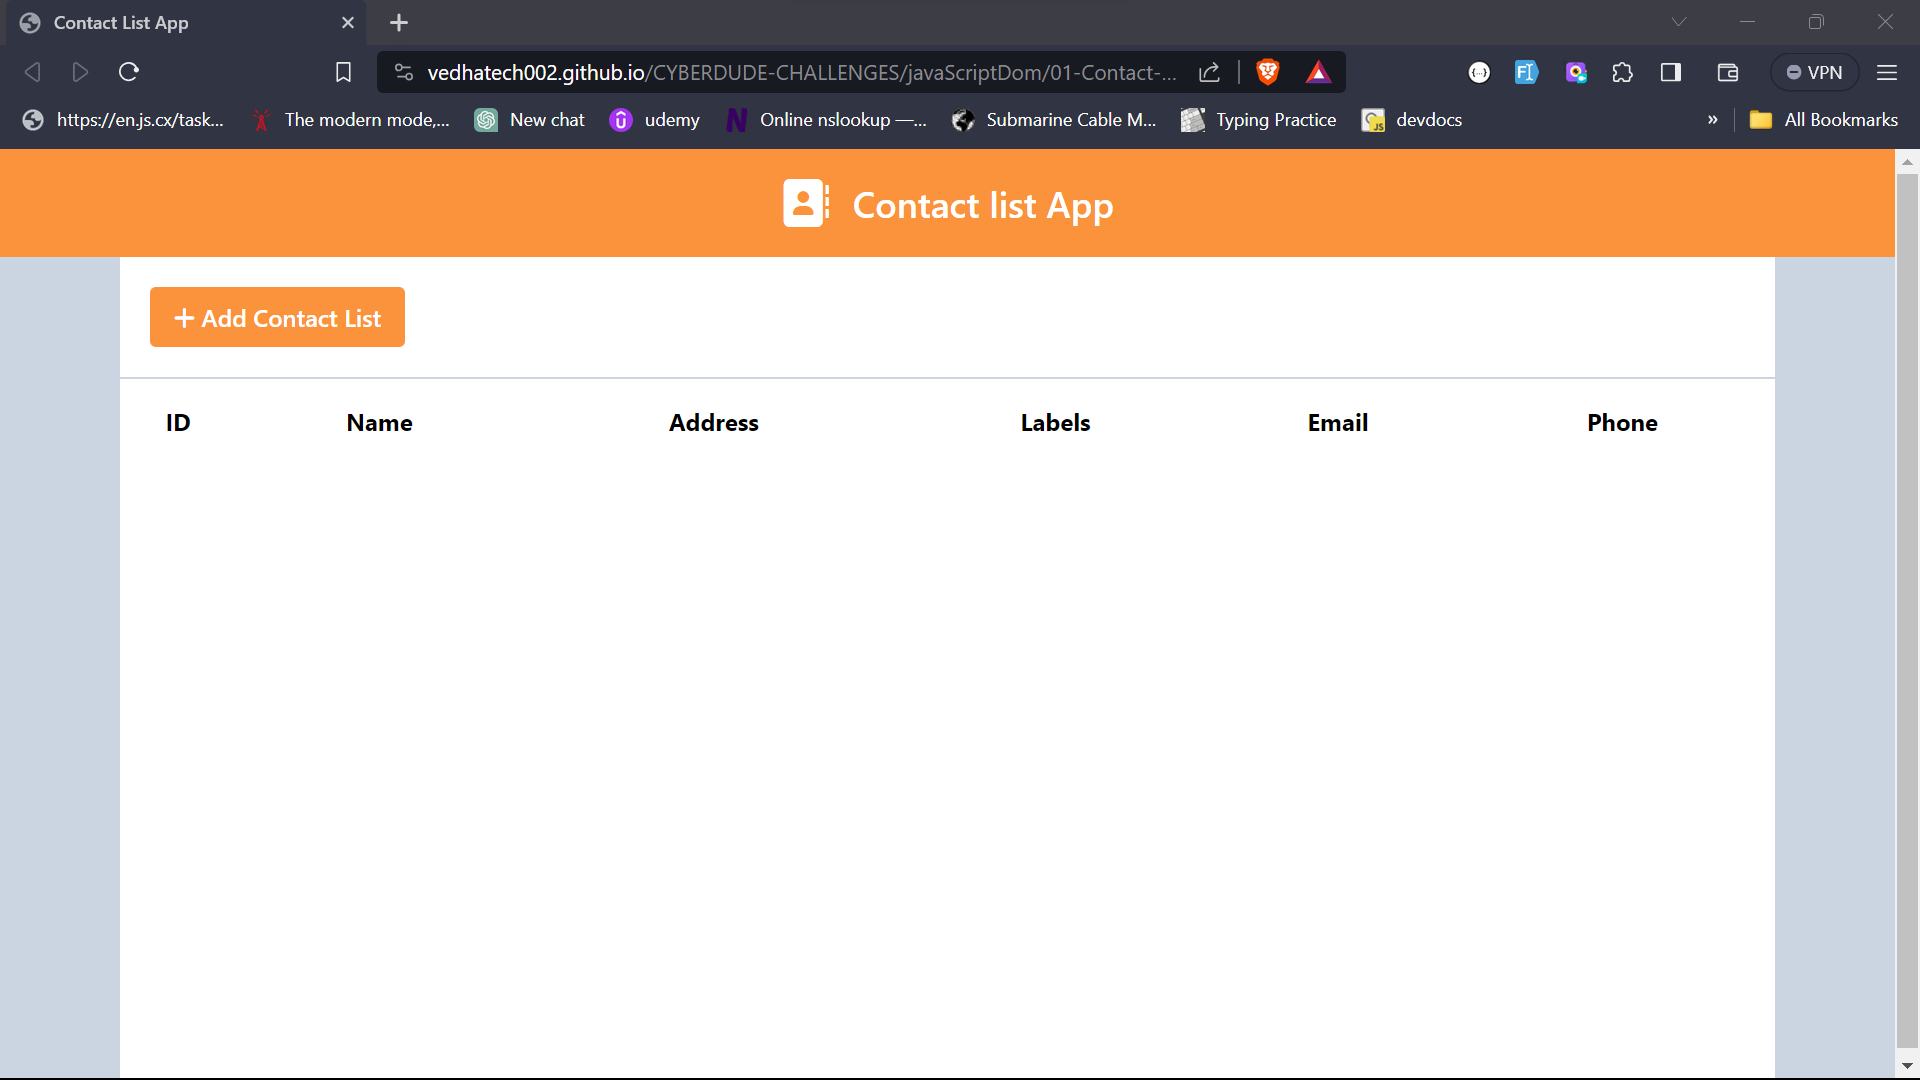 Contact List App
vedhatech002.github.io/CYBERDUDE-CHALLENGES/javaScriptDom/01-Contact-...
VPN
https://en.js.cx/task...
The modern mode,...
New chat
udemy
Online nslookup —...
Submarine Cable M...
Typing Practice
devdocs
»
All Bookmarks
Contact list App
+ Add Contact List
ID Name Address Labels Email Phone